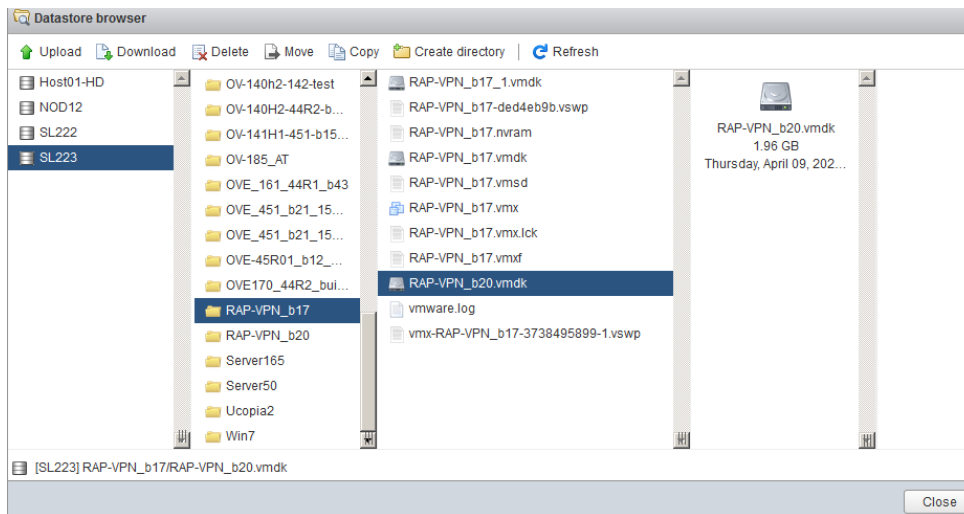 Datastore browser
Upload Download Delete Move Copy Create directory Refresh
Host01-HD
NOD12
SL222
SL223
OV-140h2-142-test
OV-140H2-44R2-b...
OV-141H1-451-b15...
OV-185_AT
OVE_161_44R1_b43
OVE_451_b21_15...
OVE_451_b21_15...
OVE-45R01_b12_...
OVE170_44R2_bui...
RAP-VPN_b17
RAP-VPN_b20
Server165
Server50
Ucopia2
Win7
RAP-VPN_b17_1.vmdk
RAP-VPN_b17-ded4eb9b.vswp
RAP-VPN_b17.nvram
RAP-VPN_b17.vmdk
RAP-VPN_b17.vmsd
RAP-VPN_b17.vmx
RAP-VPN_b17.vmx.lck
RAP-VPN_b17.vmxf
RAP-VPN_b20.vmdk
vmware.log
vmx-RAP-VPN_b17-3738495899-1.vswp
RAP-VPN_b20.vmdk
1.96 GB
Thursday, April 09, 202...
[SL223] RAP-VPN_b17/RAP-VPN_b20.vmdk
Close